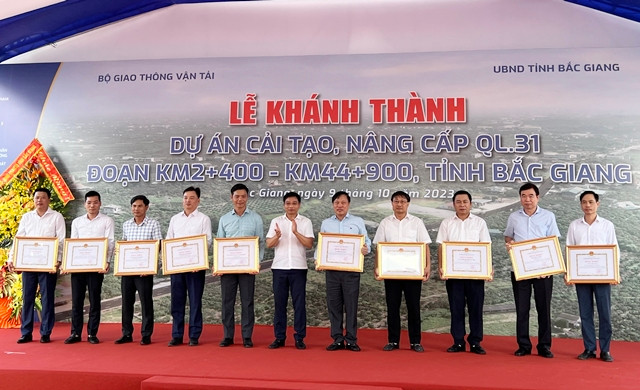 BỘ GIAO THÔNG VẬN TẢI
UBND TỈNH BẮC GIANG
LỄ KHÁNH THÀNH
DỰ ÁN CẢI TẠO, NÂNG CẤP QL.31
ĐOẠN KM2+400 - KM44+900, TỈNH BẮC GIANG
Giang, ngày 9 tháng 10 năm 2023